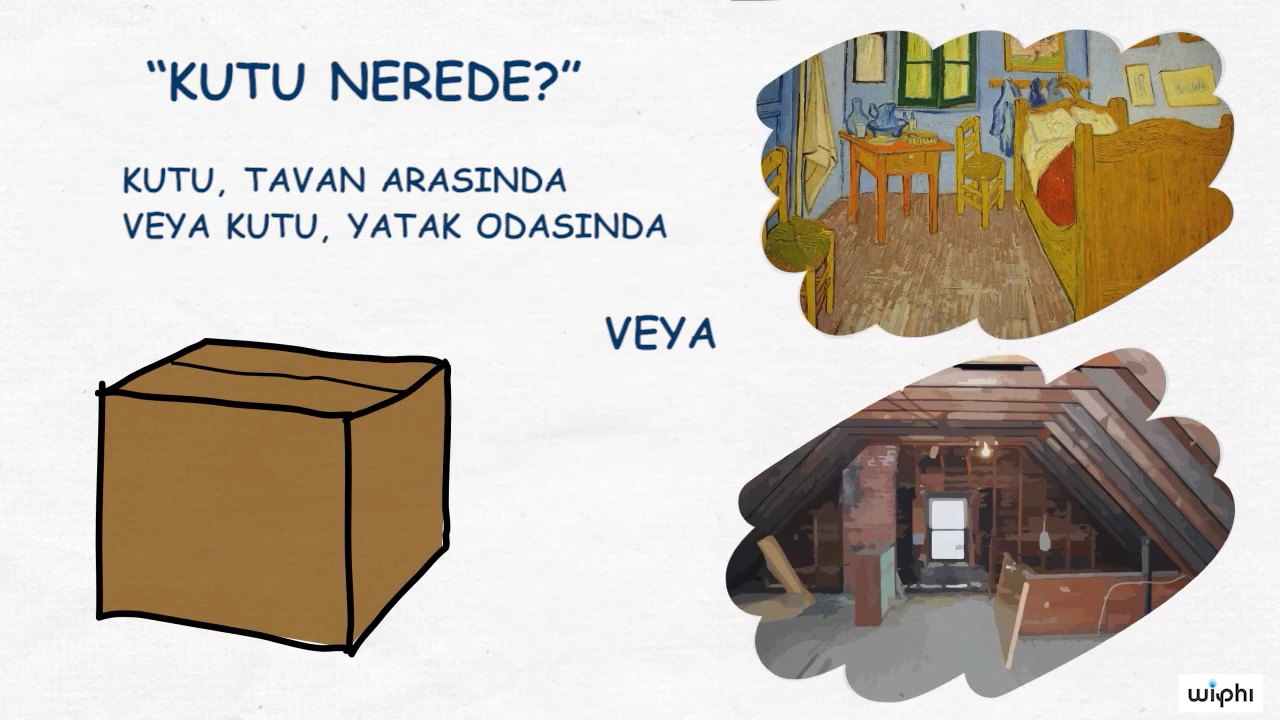 “KUTU NEREDE?”
KUTU, TAVAN ARASINDA
VEYA KUTU, YATAK ODASINDA
VEYA
wiphi